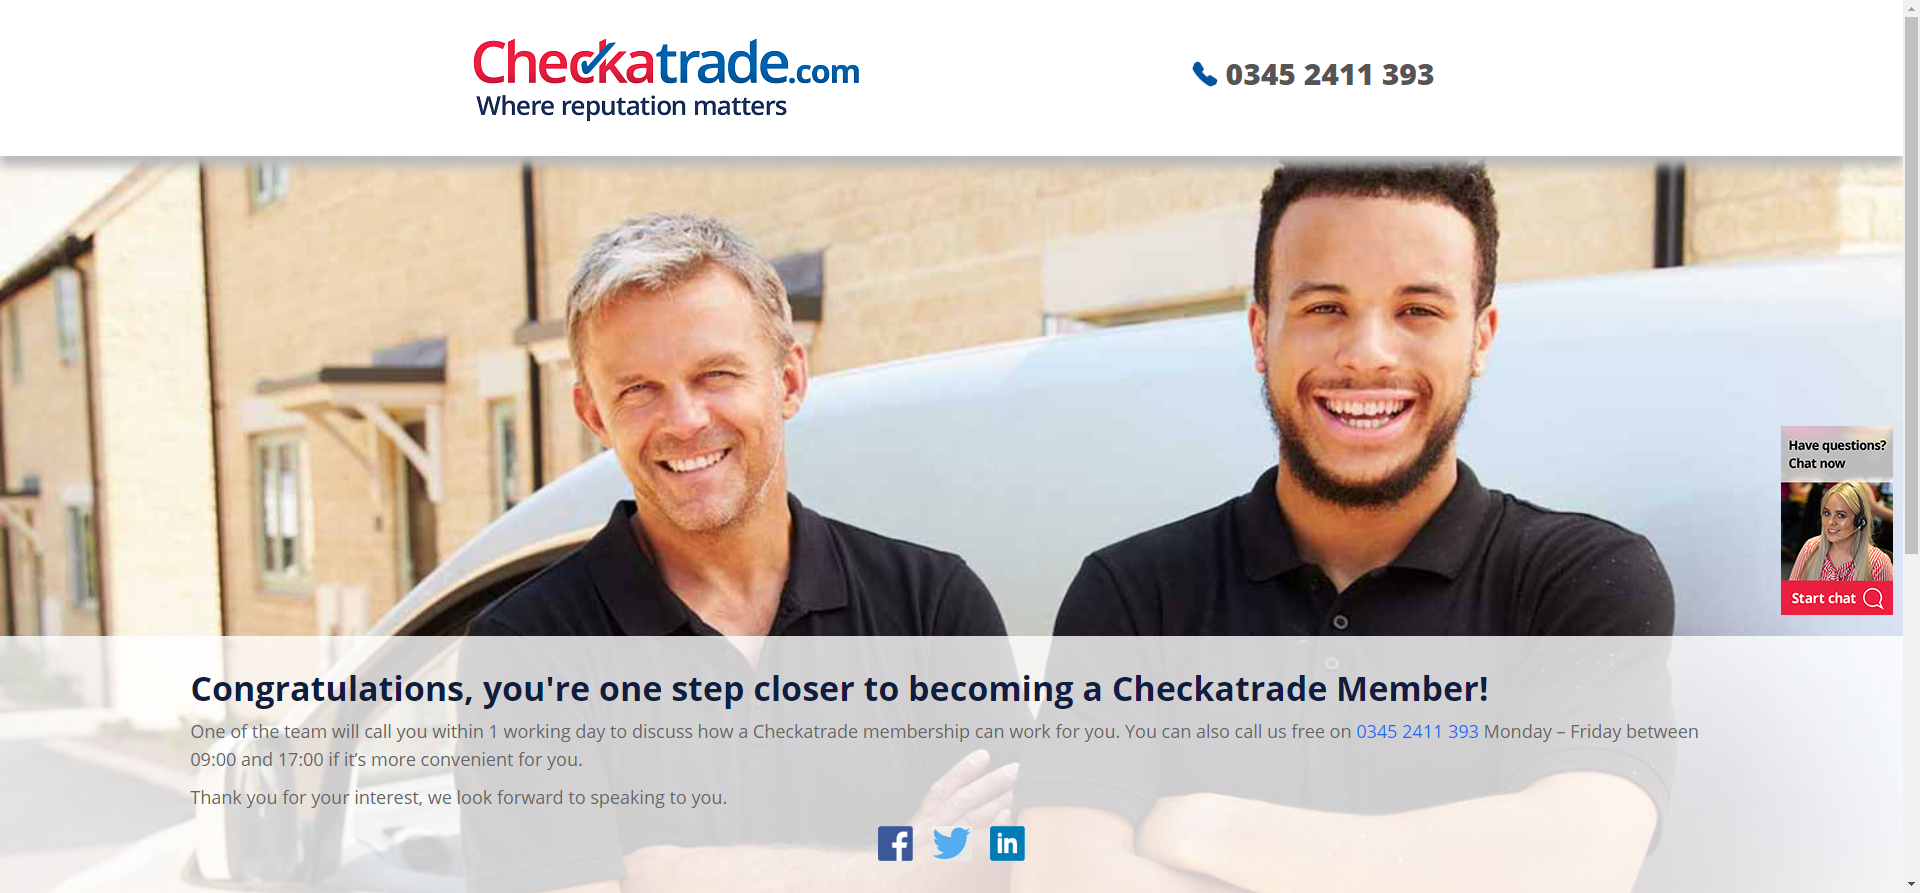 Checkatrade.com
Where reputation matters
0345 2411 393
Have questions?
Chat now
Start chat
Congratulations, you're one step closer to becoming a Checkatrade Member!
One of the team will call you within 1 working day to discuss how a Checkatrade membership can work for you. You can also call us free on 0345 2411 393 Monday – Friday between
09:00 and 17:00 if it’s more convenient for you.
Thank you for your interest, we look forward to speaking to you.